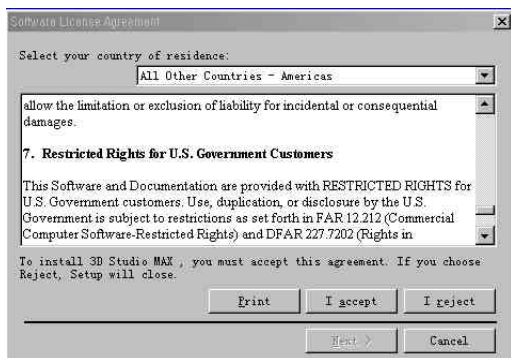 Software License Agreement
Select your country of residence:
All Other Countries - Americas
allow the limitation or exclusion of liability for incidental or consequential
damages.
7. Restricted Rights for U.S. Government Customers
This Software and Documentation are provided with RESTRICTED RIGHTS for
U.S. Government customers. Use, duplication, or disclosure by the U.S.
Government is subject to restrictions as set forth in FAR 12.212 (Commercial
Computer Software-Restricted Rights) and DFAR 227.7202 (Rights in
To install 3D Studio MAX , you must accept this agreement. If you choose
Reject, Setup will close.
Print I accept I reject
Next > Cancel